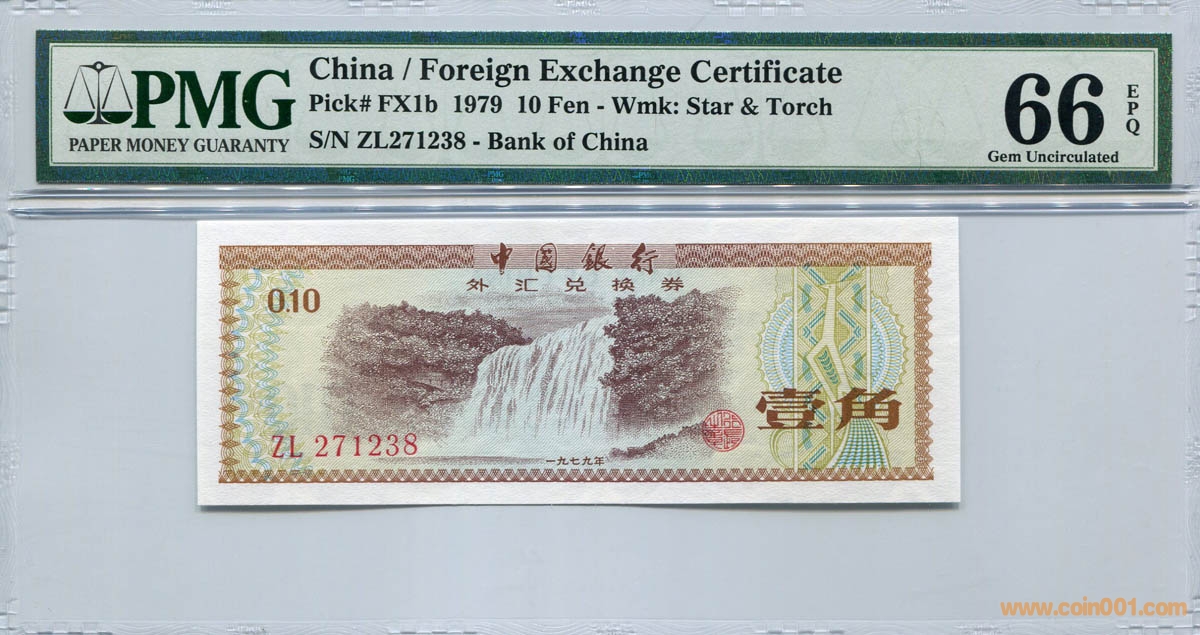 PMG
PAPER MONEY GUARANTY
China / Foreign Exchange Certificate
Pick# FX1b 1979 10 Fen - Wmk: Star & Torch
S/N ZL271238 - Bank of China
66
EPQ
Gem Uncirculated
中國銀行
外汇兑换券
0.10
壹角
ZL 271238
一九七九年
www.coin001.com